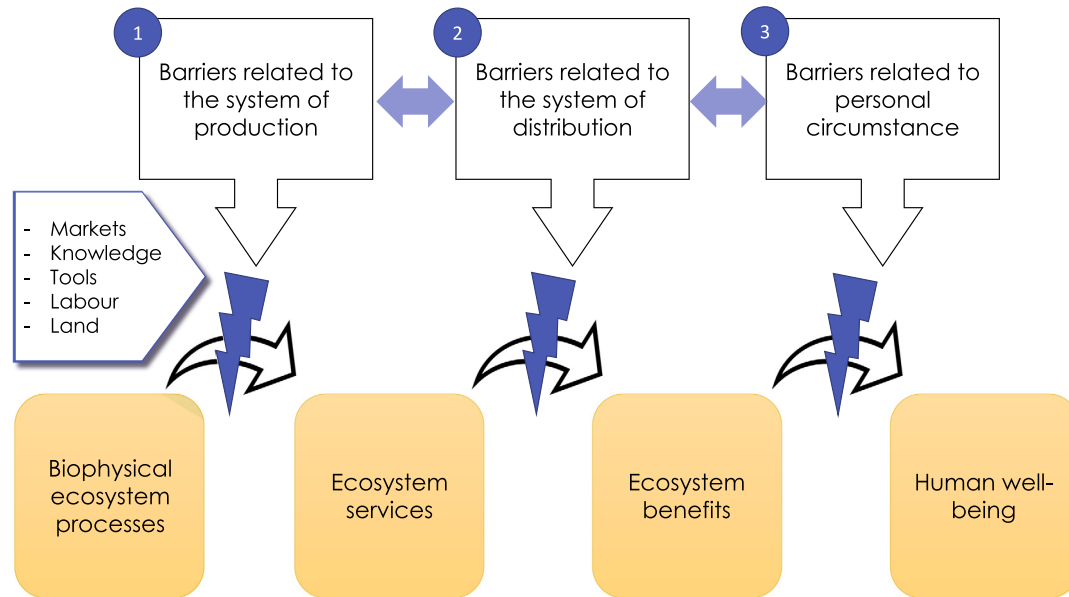 1
Barriers related to
the system of
production
2
Barriers related to
the system of
distribution
3
Barriers related to
personal
circumstance
- Markets
- Knowledge
- Tools
- Labour
- Land
Biophysical
ecosystem
processes
Ecosystem
services
Ecosystem
benefits
Human well-
being